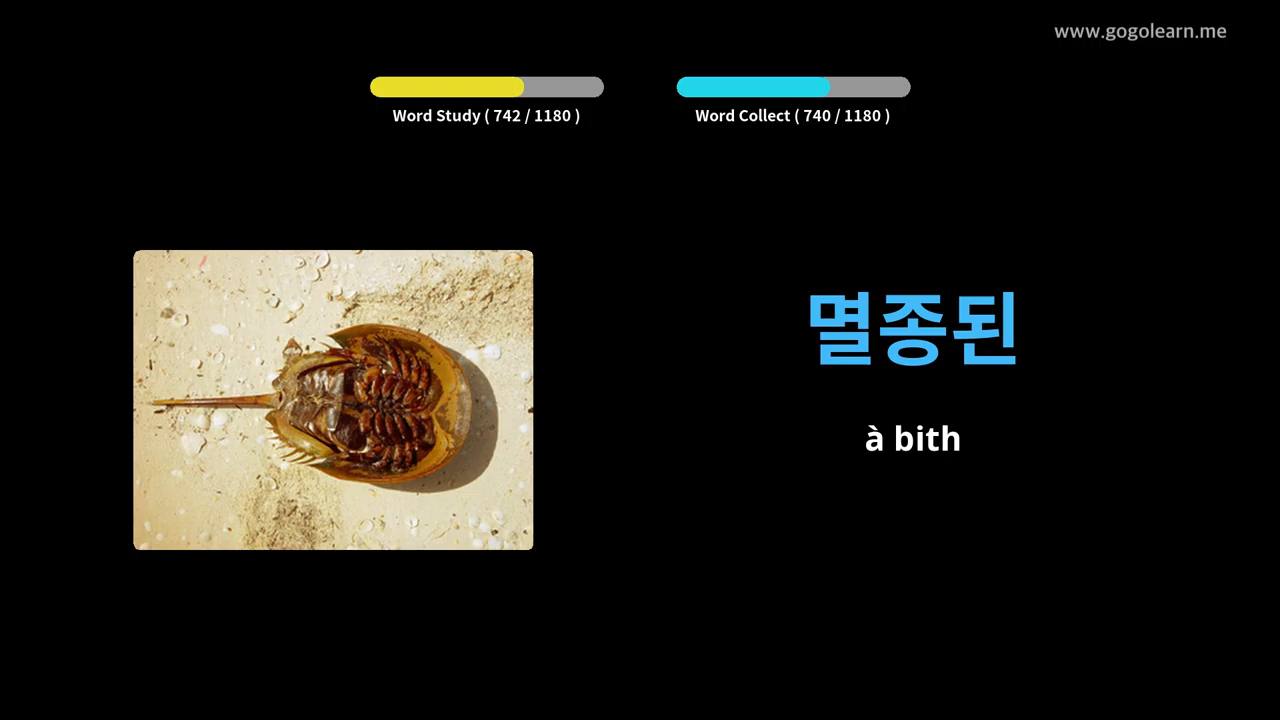 www.gogolearn.me
Word Study ( 742 / 1180 )
Word Collect ( 740 / 1180 )
멸종된
à bith